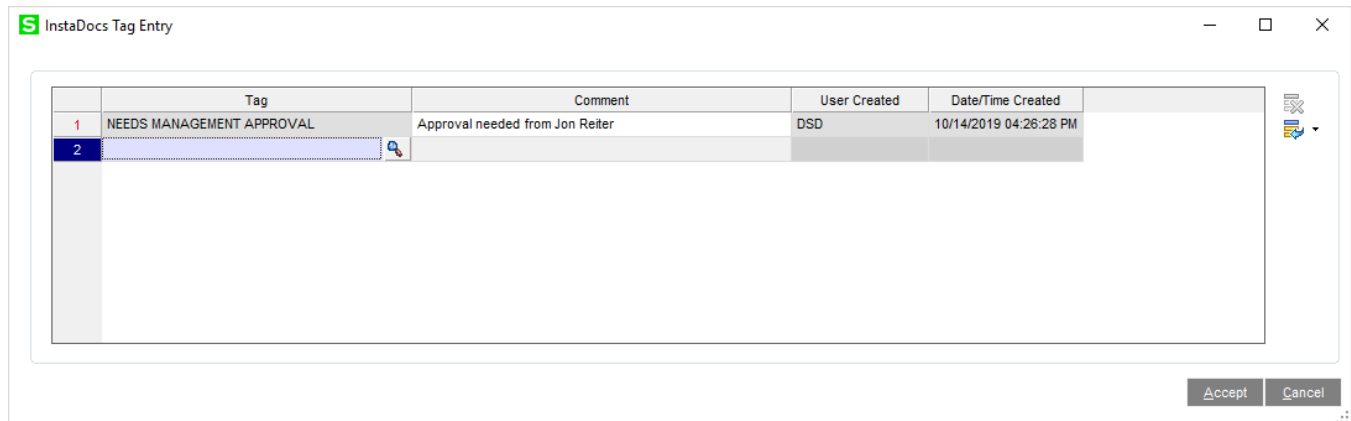 S InstaDocs Tag Entry
Tag Comment User Created Date/Time Created
1 NEEDS MANAGEMENT APPROVAL Approval needed from Jon Reiter DSD 10/14/2019 04:26:28 PM
2
Accept Cancel